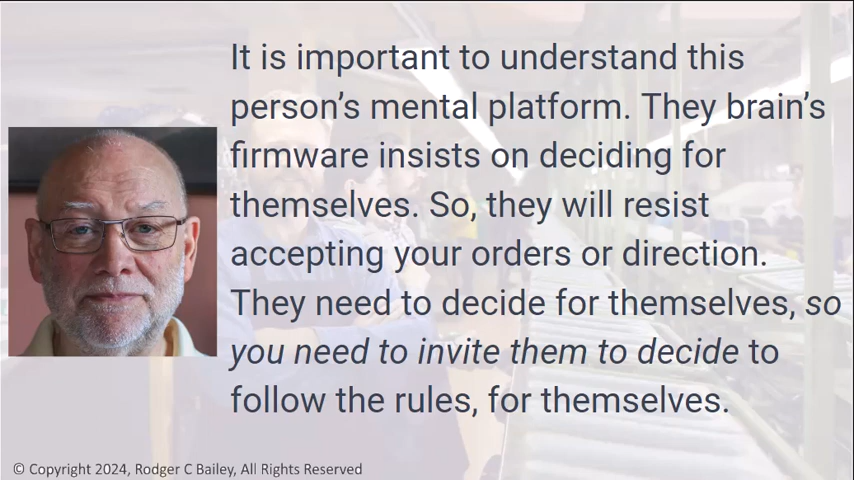 It is important to understand this
person's mental platform. They brain's
firmware insists on deciding for
themselves. So, they will resist
accepting your orders or direction.
They need to decide for themselves, so
you need to invite them to decide to
follow the rules, for themselves.
© Copyright 2024, Rodger C Bailey, All Rights Reserved